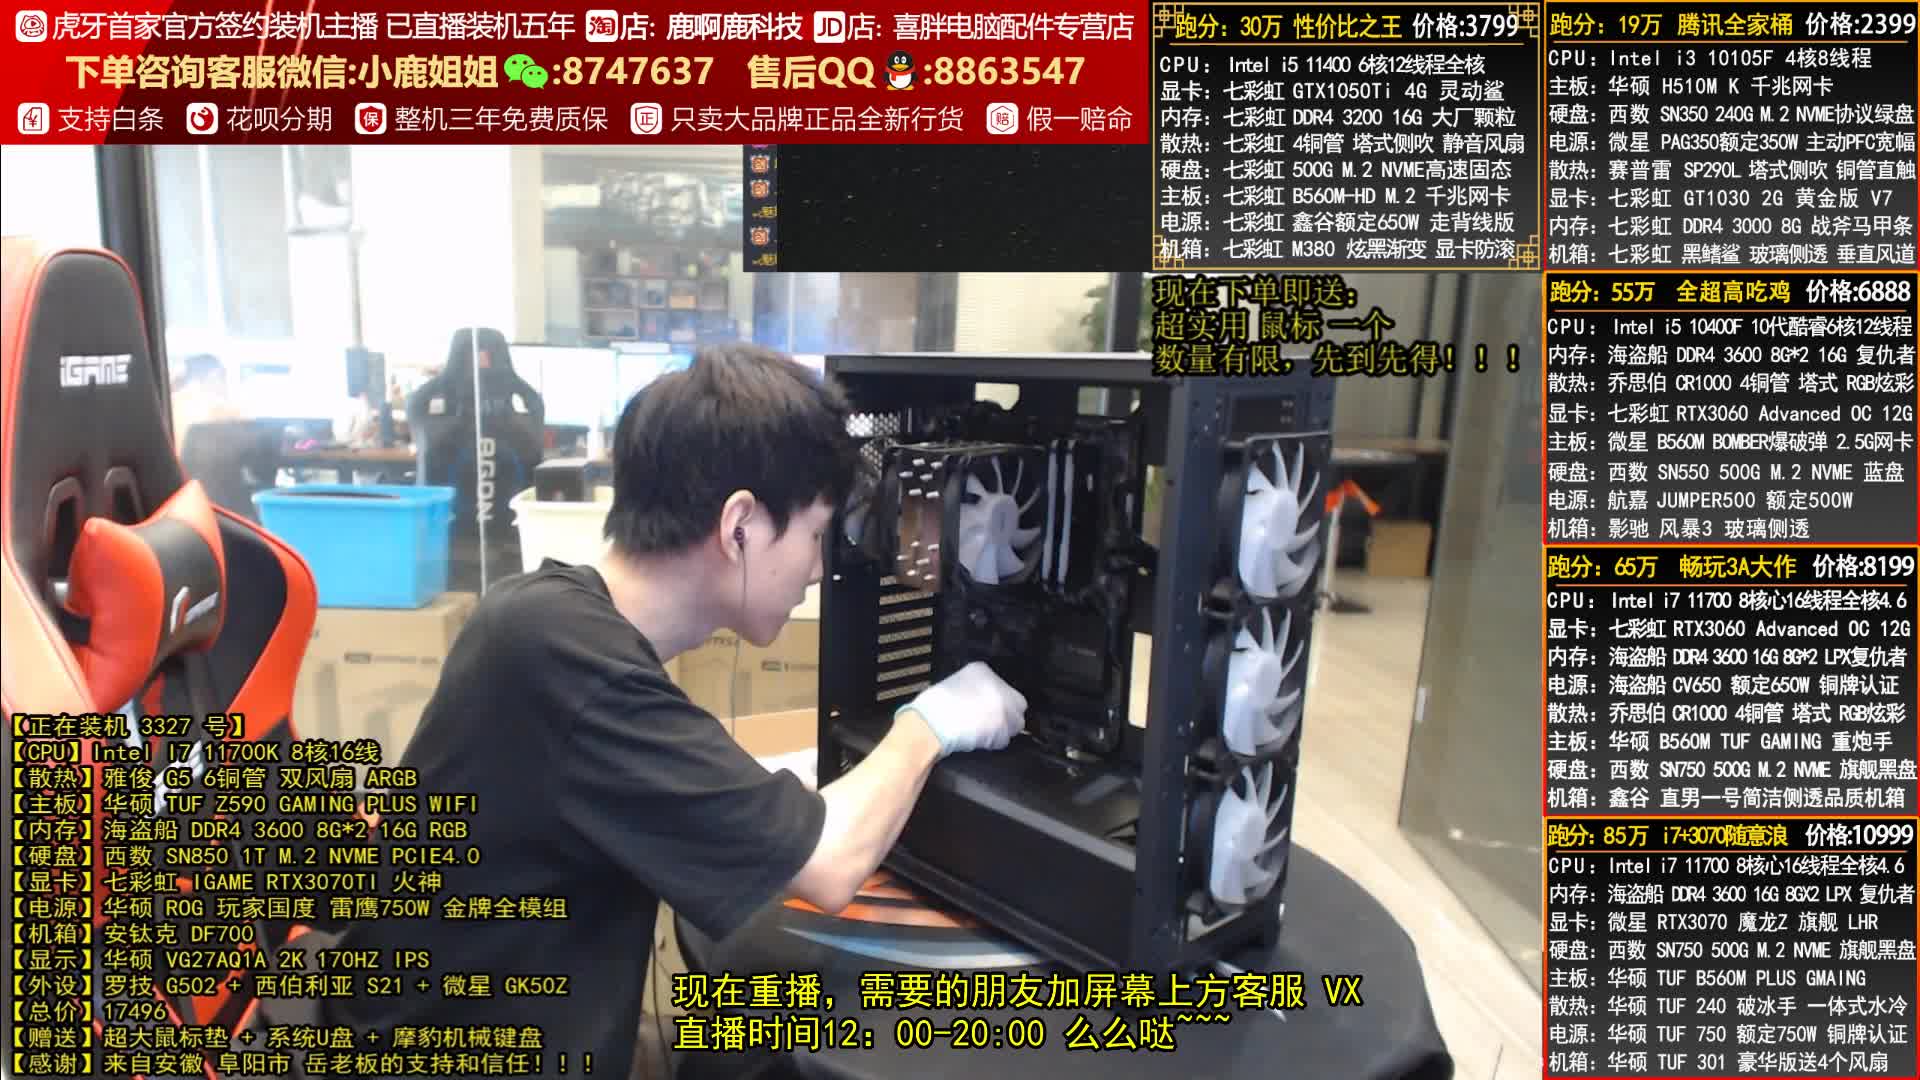 虎牙首家官方签约装机主播 已直播装机五年 淘店: 鹿啊鹿科技 JD店: 喜胖电脑配件专营店
下单咨询客服微信:小鹿姐姐 :8747637 售后QQ :8863547
支持白条 花呗分期 保 整机三年免费质保 正 只卖大品牌正品全新行货 赔 假一赔命
跑分: 30万 性价比之王 价格:3799
CPU: Intel i5 11400 6核12线程全核
显卡: 七彩虹 GTX1050Ti 4G 灵动鲨
内存: 七彩虹 DDR4 3200 16G 大厂颗粒
散热: 七彩虹 4铜管 塔式侧吹 静音风扇
硬盘: 七彩虹 500G M.2 NVME高速固态
主板: 七彩虹 B560M-HD M.2 千兆网卡
电源: 七彩虹 鑫谷额定650W 走背线版
机箱: 七彩虹 M380 炫黑渐变 显卡防滚
跑分: 19万 腾讯全家桶 价格:2399
CPU: Intel i3 10105F 4核8线程
主板: 华硕 H510M K 千兆网卡
硬盘: 西数 SN350 240G M.2 NVME协议绿盘
电源: 微星 PAG350额定350W 主动PFC宽幅
散热: 赛普雷 SP290L 塔式侧吹 铜管直触
显卡: 七彩虹 GT1030 2G 黄金版 V7
内存: 七彩虹 DDR4 3000 8G 战斧马甲条
机箱: 七彩虹 黑鳍鲨 玻璃侧透 垂直风道
现在下单即送:
超实用 鼠标 一个
数量有限，先到先得！！！
跑分: 55万 全超高吃鸡 价格:6888
CPU: Intel i5 10400F 10代酷睿6核12线程
内存: 海盗船 DDR4 3600 8G*2 16G 复仇者
散热: 乔思伯 CR1000 4铜管 塔式 RGB炫彩
显卡: 七彩虹 RTX3060 Advanced OC 12G
主板: 微星 B560M BOMBER爆破弹 2.5G网卡
硬盘: 西数 SN550 500G M.2 NVME 蓝盘
电源: 航嘉 JUMPER500 额定500W
机箱: 影驰 风暴3 玻璃侧透
跑分: 65万 畅玩3A大作 价格:8199
CPU: Intel i7 11700 8核心16线程全核4.6
显卡: 七彩虹 RTX3060 Advanced OC 12G
内存: 海盗船 DDR4 3600 16G 8G*2 LPX复仇者
电源: 海盗船 CV650 额定650W 铜牌认证
散热: 乔思伯 CR1000 4铜管 塔式 RGB炫彩
主板: 华硕 B560M TUF GAMING 重炮手
硬盘: 西数 SN750 500G M.2 NVME 旗舰黑盘
机箱: 鑫谷 直男一号简洁侧透品质机箱
跑分: 85万 i7+3070随意浪 价格:10999
CPU: Intel i7 11700 8核心16线程全核4.6
内存: 海盗船 DDR4 3600 16G 8GX2 LPX 复仇者
显卡: 微星 RTX3070 魔龙Z 旗舰 LHR
硬盘: 西数 SN750 500G M.2 NVME 旗舰黑盘
主板: 华硕 TUF B560M PLUS GMAING
散热: 华硕 TUF 240 破冰手 一体式水冷
电源: 华硕 TUF 750 额定750W 铜牌认证
机箱: 华硕 TUF 301 豪华版送4个风扇
iGAME
【正在装机 3327 号】
【CPU】Intel I7 11700K 8核16线
【散热】雅俊 G5 6铜管 双风扇 ARGB
【主板】华硕 TUF Z590 GAMING PLUS WIFI
【内存】海盗船 DDR4 3600 8G*2 16G RGB
【硬盘】西数 SN850 1T M.2 NVME PCIE4.0
【显卡】七彩虹 IGAME RTX3070TI 火神
【电源】华硕 ROG 玩家国度 雷鹰750W 金牌全模组
【机箱】安钛克 DF700
【显示】华硕 VG27AQ1A 2K 170HZ IPS
【外设】罗技 G502 + 西伯利亚 S21 + 微星 GK50Z
【总价】17496
【赠送】超大鼠标垫 + 系统U盘 + 摩豹机械键盘
【感谢】来自安徽 阜阳市 岳老板的支持和信任！！！
现在重播，需要的朋友加屏幕上方客服 VX
直播时间12：00-20:00 么么哒~~~